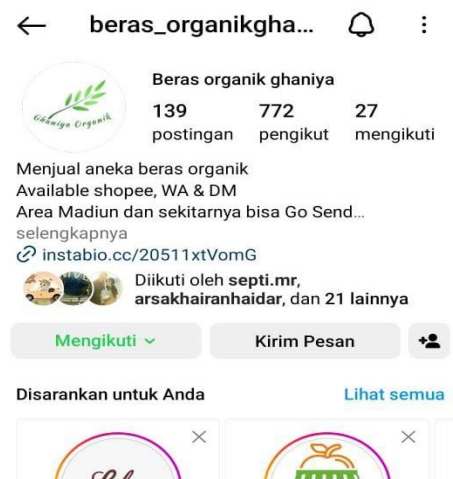 beras_organikgha...
Beras organik ghaniya
Ghaniya Organik
139 772 27
postingan pengikut mengikuti
Menjual aneka beras organik
Available shopee, WA & DM
Area Madiun dan sekitarnya bisa Go Send...
selengkapnya
instabio.cc/20511xtVomG
Diikuti oleh septi.mr,
arsakhairanhaidar, dan 21 lainnya
Mengikuti Kirim Pesan
Disarankan untuk Anda Lihat semua